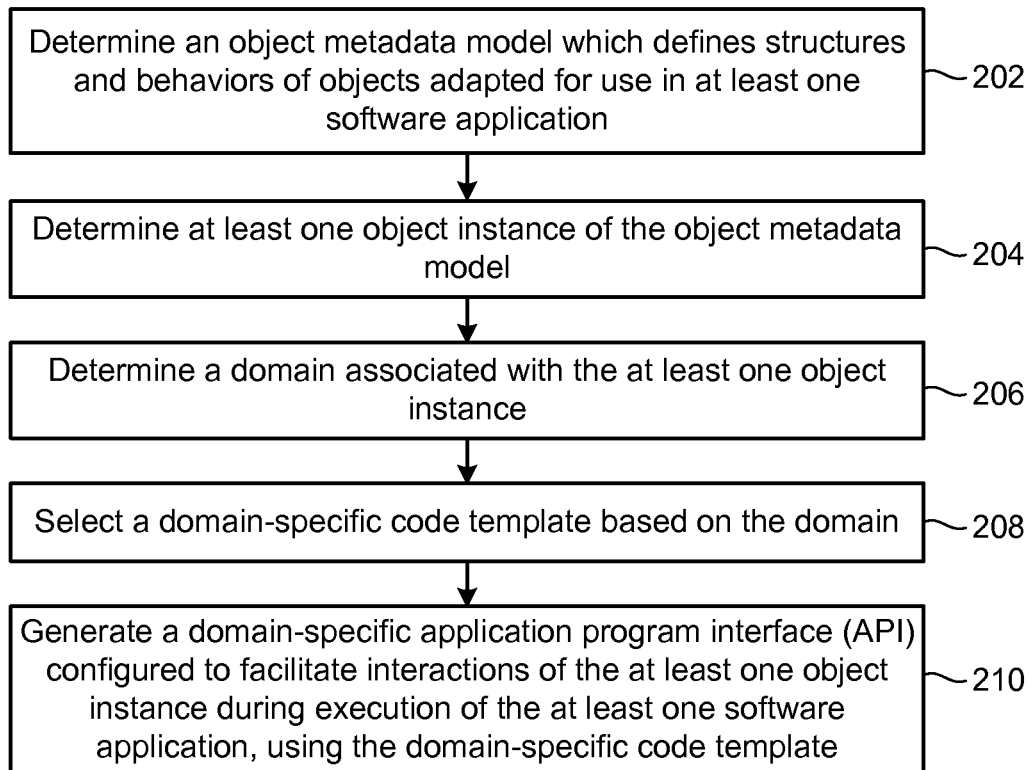 Determine an object metadata model which defines structures
and behaviors of objects adapted for use in at least one
software application
202
Determine at least one object instance of the object metadata
model
204
Determine a domain associated with the at least one object
instance
206
Select a domain-specific code template based on the domain
208
Generate a domain-specific application program interface (API)
configured to facilitate interactions of the at least one object
instance during execution of the at least one software
application, using the domain-specific code template
210